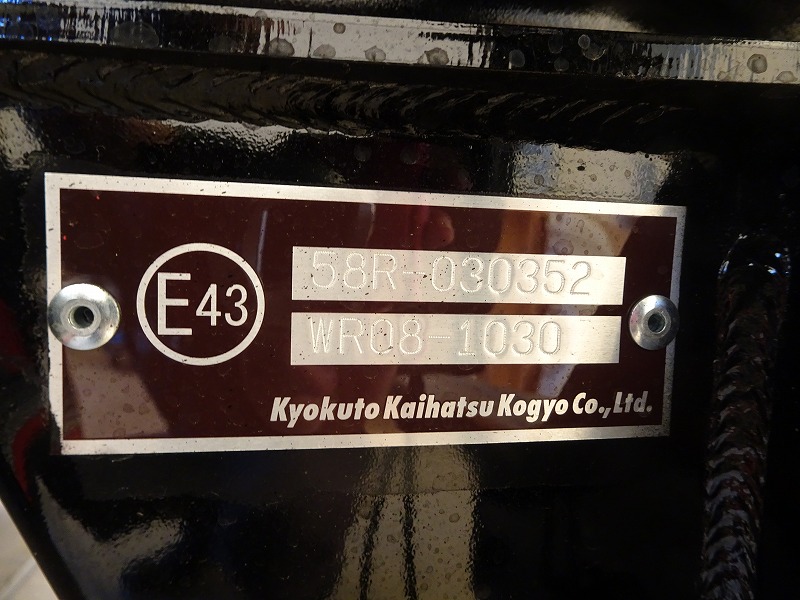 E43
58R-030352
WR08-1030
Kyokuto Kaihatsu Kogyo Co., Ltd.